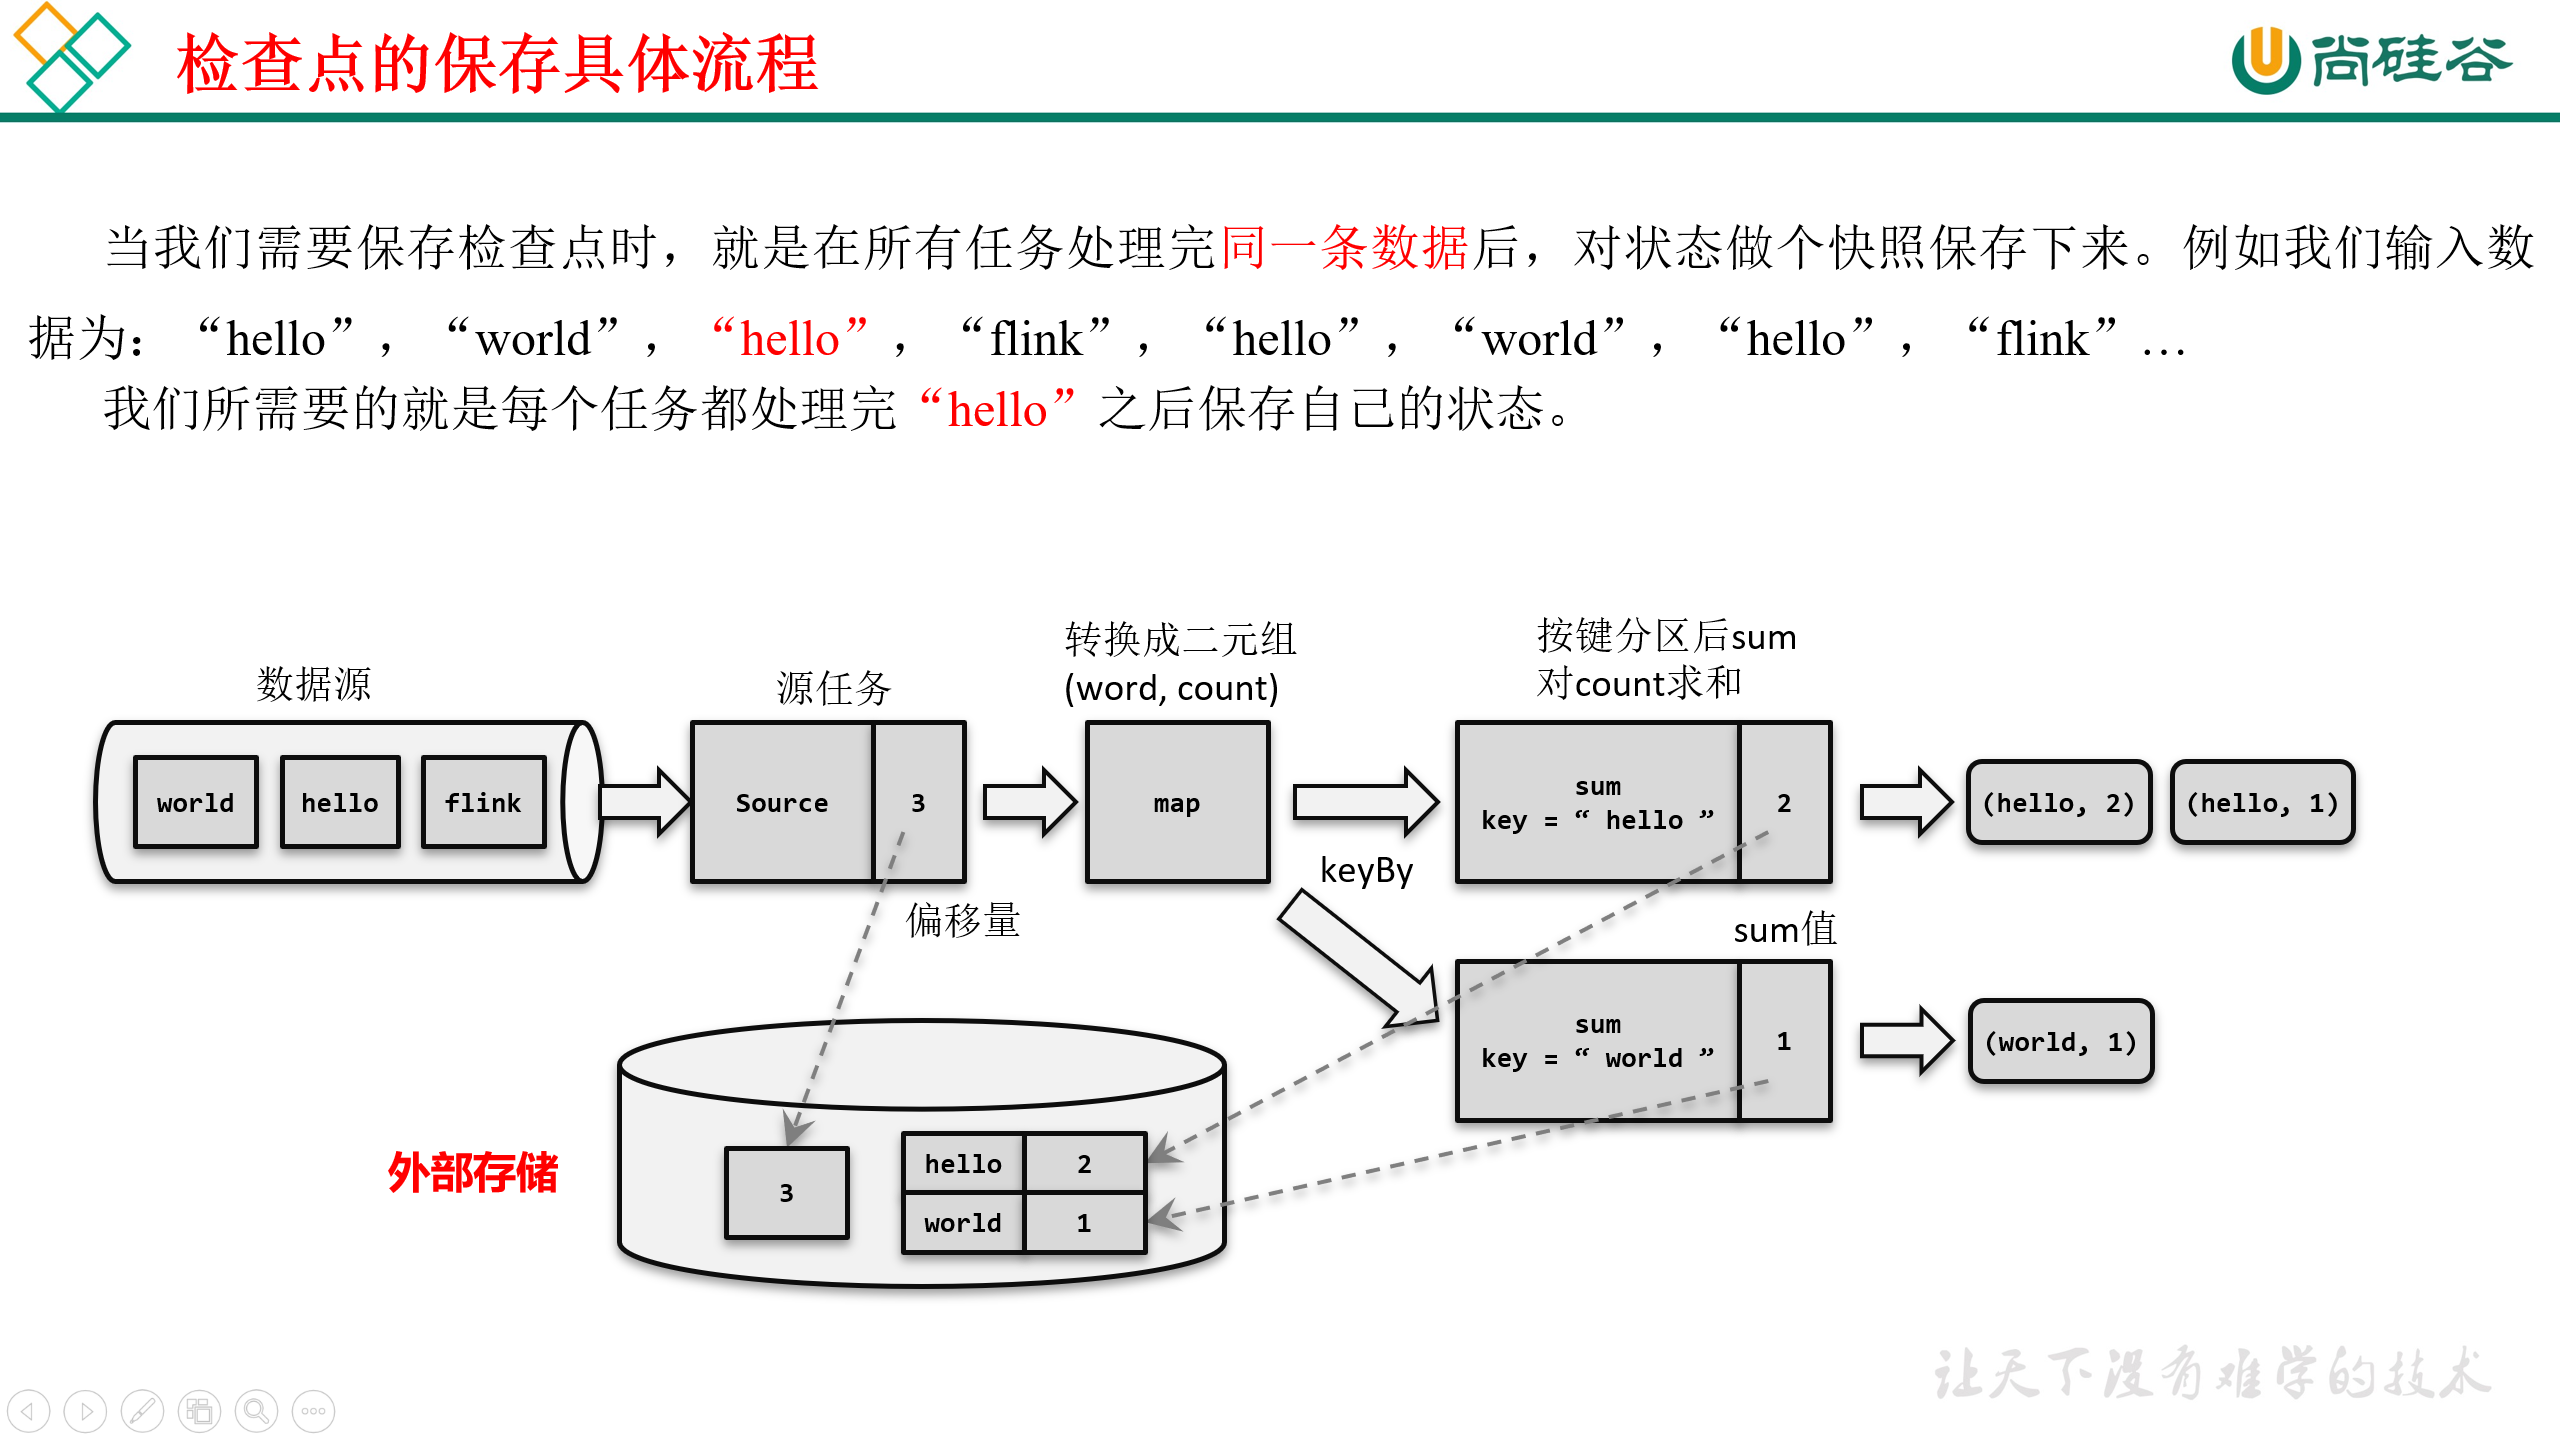 检查点的保存具体流程
尚硅谷
当我们需要保存检查点时，就是在所有任务处理完同一条数据后，对状态做个快照保存下来。例如我们输入数
据为：“hello”，“world”，“hello”，“flink”，“hello”，“world”，“hello”，“flink”…
我们所需要的就是每个任务都处理完“hello”之后保存自己的状态。
数据源
源任务
转换成二元组
(word, count)
按键分区后sum
对count求和
world
hello
flink
Source
3
map
sum
key = “ hello ”
2
(hello, 2)
(hello, 1)
keyBy
偏移量
sum值
sum
key = “ world ”
1
(world, 1)
外部存储
3
hello
2
world
1
让天下没有难学的技术